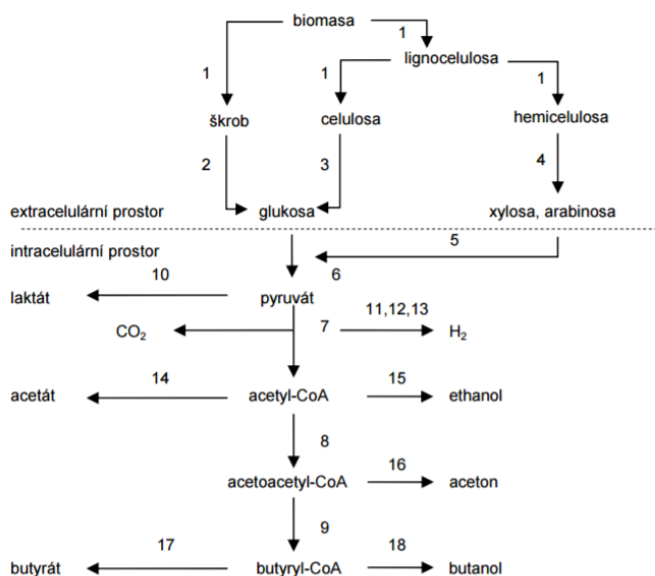 biomasa
1
lignocelulosa
1 1 1
škrob celulosa hemicelulosa
2 3 4
extracelulární prostor glukosa xylosa, arabinosa
5
intracelulární prostor
10 6
laktát pyruvát
11,12,13
CO₂ 7 H₂
14 15
acetát acetyl-CoA ethanol
8
16
acetoacetyl-CoA aceton
9
17 18
butyrát butyryl-CoA butanol